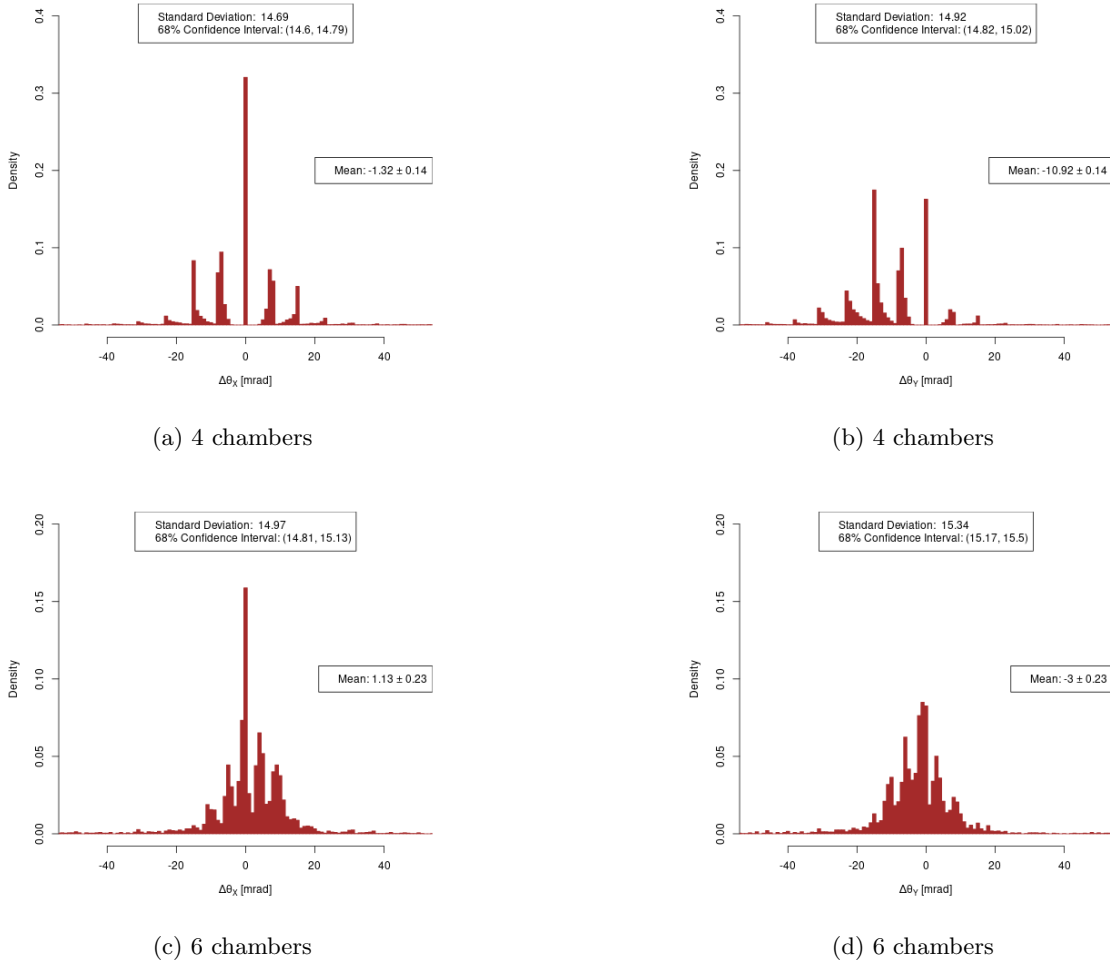 Standard Deviation: 14.69
68% Confidence Interval: (14.6, 14.79)
Mean: -1.32 ± 0.14
Density
0.0
0.1
0.2
0.3
0.4
-40
-20
0
20
40
ΔθX [mrad]
(a) 4 chambers
Standard Deviation: 14.92
68% Confidence Interval: (14.82, 15.02)
Mean: -10.92 ± 0.14
Density
0.0
0.1
0.2
0.3
0.4
-40
-20
0
20
40
ΔθY [mrad]
(b) 4 chambers
Standard Deviation: 14.97
68% Confidence Interval: (14.81, 15.13)
Mean: 1.13 ± 0.23
Density
0.00
0.05
0.10
0.15
0.20
-40
-20
0
20
40
ΔθX [mrad]
(c) 6 chambers
Standard Deviation: 15.34
68% Confidence Interval: (15.17, 15.5)
Mean: -3 ± 0.23
Density
0.00
0.05
0.10
0.15
0.20
-40
-20
0
20
40
ΔθY [mrad]
(d) 6 chambers